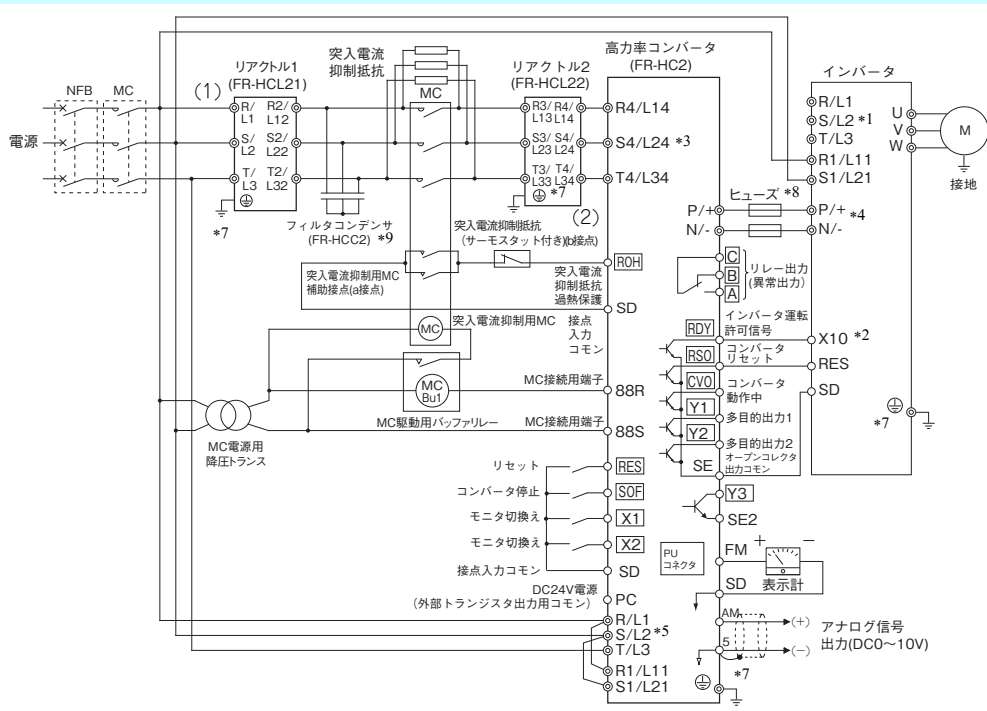 突入電流
抑制抵抗
高力率コンバータ
(FR-HC2)
リアクトル1
(FR-HCL21)
リアクトル2
(FR-HCL22)
インバータ
NFB
MC
(1)
MC
R/
L1
R2/
L12
R3/
L13
R4/
L14
R4/L14
R/L1
S/L2 *1
T/L3
R1/L11
S1/L21
U
V
W
M
接地
電源
S/
L2
S2/
L22
S3/
L23
S4/
L24
S4/L24 *3
T/
L3
T2/
L32
T3/
L33
T4/
L34
T4/L34
*7
*7
フィルタコンデンサ
(FR-HCC2) *9
(2)
ヒューズ *8
P/+
N/-
P/+
N/-
*4
突入電流抑制抵抗
(サーモスタット付き)(b接点)
突入電流抑制用MC
補助接点(a接点)
ROH
突入電流
抑制抵抗
過熱保護
SD
C
B
A
リレー出力
(異常出力)
MC
突入電流抑制用MC
接点
入力
コモン
RDY
インバータ運転
許可信号
X10 *2
RSO
コンバータ
リセット
RES
CVO
コンバータ
動作中
SD
MC
Bu1
MC接続用端子
88R
MC駆動用バッファリレー
MC接続用端子
88S
Y1
多目的出力1
Y2
多目的出力2
オープンコレクタ
出力コモン
SE
*7
MC電源用
降圧トランス
リセット
RES
コンバータ停止
SOF
モニタ切換え
X1
モニタ切換え
X2
接点入力コモン
SD
Y3
SE2
PU
コネクタ
FM
+
−
SD
表示計
DC24V電源
(外部トランジスタ出力用コモン)
PC
R/L1
S/L2 *5
T/L3
R1/L11
S1/L21
AM
(+)
アナログ信号
出力(DC0～10V)
5
(−)
*7